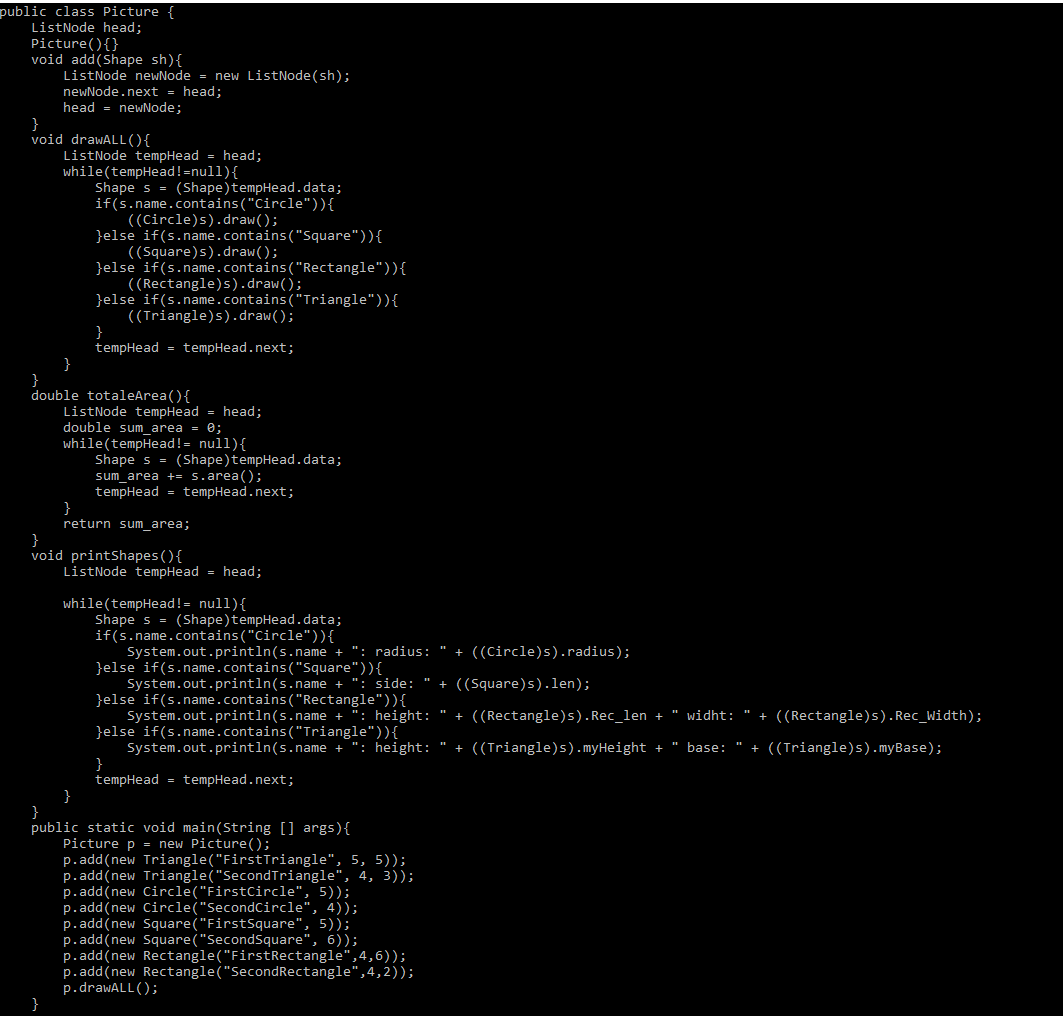 public class Picture {
    ListNode head;
    Picture(){}
    void add(Shape sh){
        ListNode newNode = new ListNode(sh);
        newNode.next = head;
        head = newNode;
    }
    void drawALL(){
        ListNode tempHead = head;
        while(tempHead!=null){
            Shape s = (Shape)tempHead.data;
            if(s.name.contains("Circle")){
                ((Circle)s).draw();
            }else if(s.name.contains("Square")){
                ((Square)s).draw();
            }else if(s.name.contains("Rectangle")){
                ((Rectangle)s).draw();
            }else if(s.name.contains("Triangle")){
                ((Triangle)s).draw();
            }
            tempHead = tempHead.next;
        }
    }
    double totaleArea(){
        ListNode tempHead = head;
        double sum_area = 0;
        while(tempHead!= null){
            Shape s = (Shape)tempHead.data;
            sum_area += s.area();
            tempHead = tempHead.next;
        }
        return sum_area;
    }
    void printShapes(){
        ListNode tempHead = head;

        while(tempHead!= null){
            Shape s = (Shape)tempHead.data;
            if(s.name.contains("Circle")){
                System.out.println(s.name + ": radius: " + ((Circle)s).radius);
            }else if(s.name.contains("Square")){
                System.out.println(s.name + ": side: " + ((Square)s).len);
            }else if(s.name.contains("Rectangle")){
                System.out.println(s.name + ": height: " + ((Rectangle)s).Rec_len + " widht: " + ((Rectangle)s).Rec_Width);
            }else if(s.name.contains("Triangle")){
                System.out.println(s.name + ": height: " + ((Triangle)s).myHeight + " base: " + ((Triangle)s).myBase);
            }
            tempHead = tempHead.next;
        }
    }
    public static void main(String [] args){
        Picture p = new Picture();
        p.add(new Triangle("FirstTriangle", 5, 5));
        p.add(new Triangle("SecondTriangle", 4, 3));
        p.add(new Circle("FirstCircle", 5));
        p.add(new Circle("SecondCircle", 4));
        p.add(new Square("FirstSquare", 5));
        p.add(new Square("SecondSquare", 6));
        p.add(new Rectangle("FirstRectangle",4,6));
        p.add(new Rectangle("SecondRectangle",4,2));
        p.drawALL();
    }